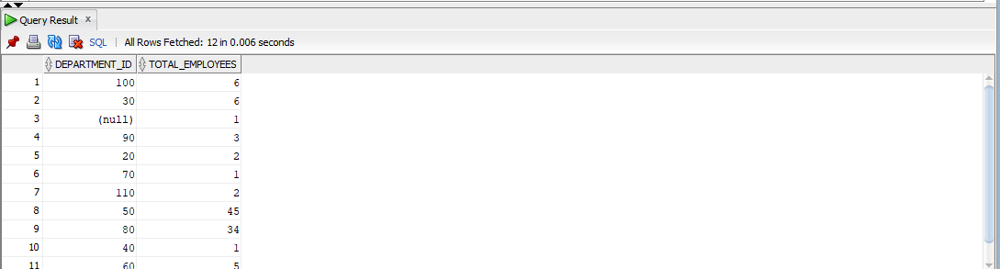 Query Result x
SQL | All Rows Fetched: 12 in 0.006 seconds
DEPARTMENT_ID TOTAL_EMPLOYEES
1 100 6
2 30 6
3 (null) 1
4 90 3
5 20 2
6 70 1
7 110 2
8 50 45
9 80 34
10 40 1
11 60 5